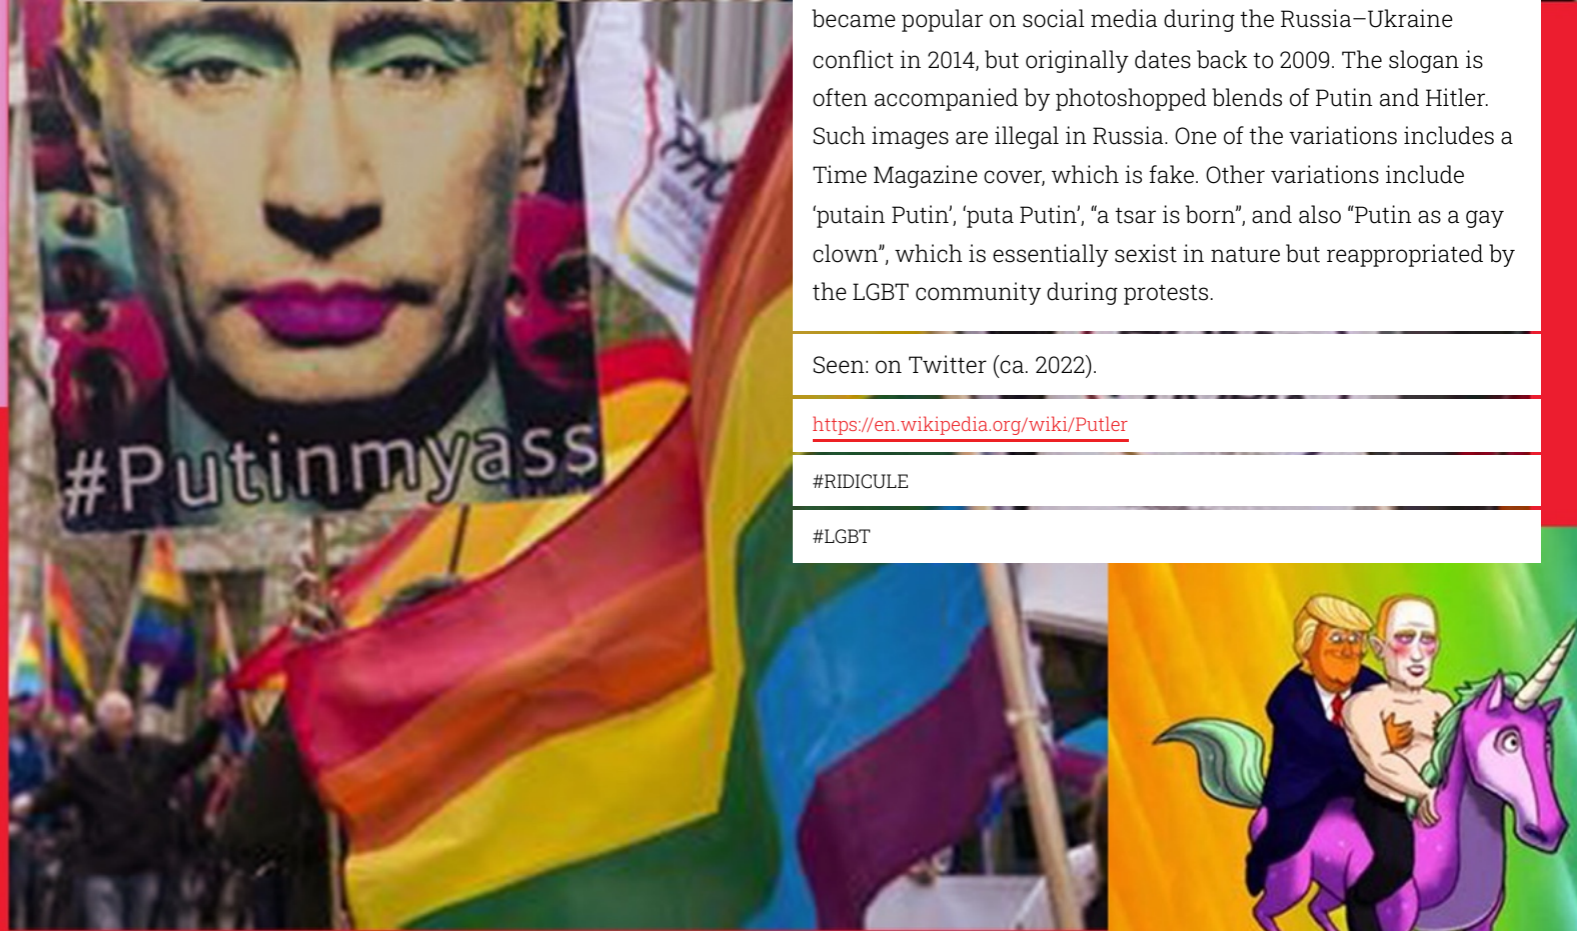 became popular on social media during the Russia–Ukraine
conflict in 2014, but originally dates back to 2009. The slogan is
often accompanied by photoshopped blends of Putin and Hitler.
Such images are illegal in Russia. One of the variations includes a
Time Magazine cover, which is fake. Other variations include
‘putain Putin’, ‘puta Putin’, “a tsar is born”, and also “Putin as a gay
clown”, which is essentially sexist in nature but reappropriated by
the LGBT community during protests.
Seen: on Twitter (ca. 2022).
https://en.wikipedia.org/wiki/Putler
#RIDICULE
#LGBT
#Putinmyass